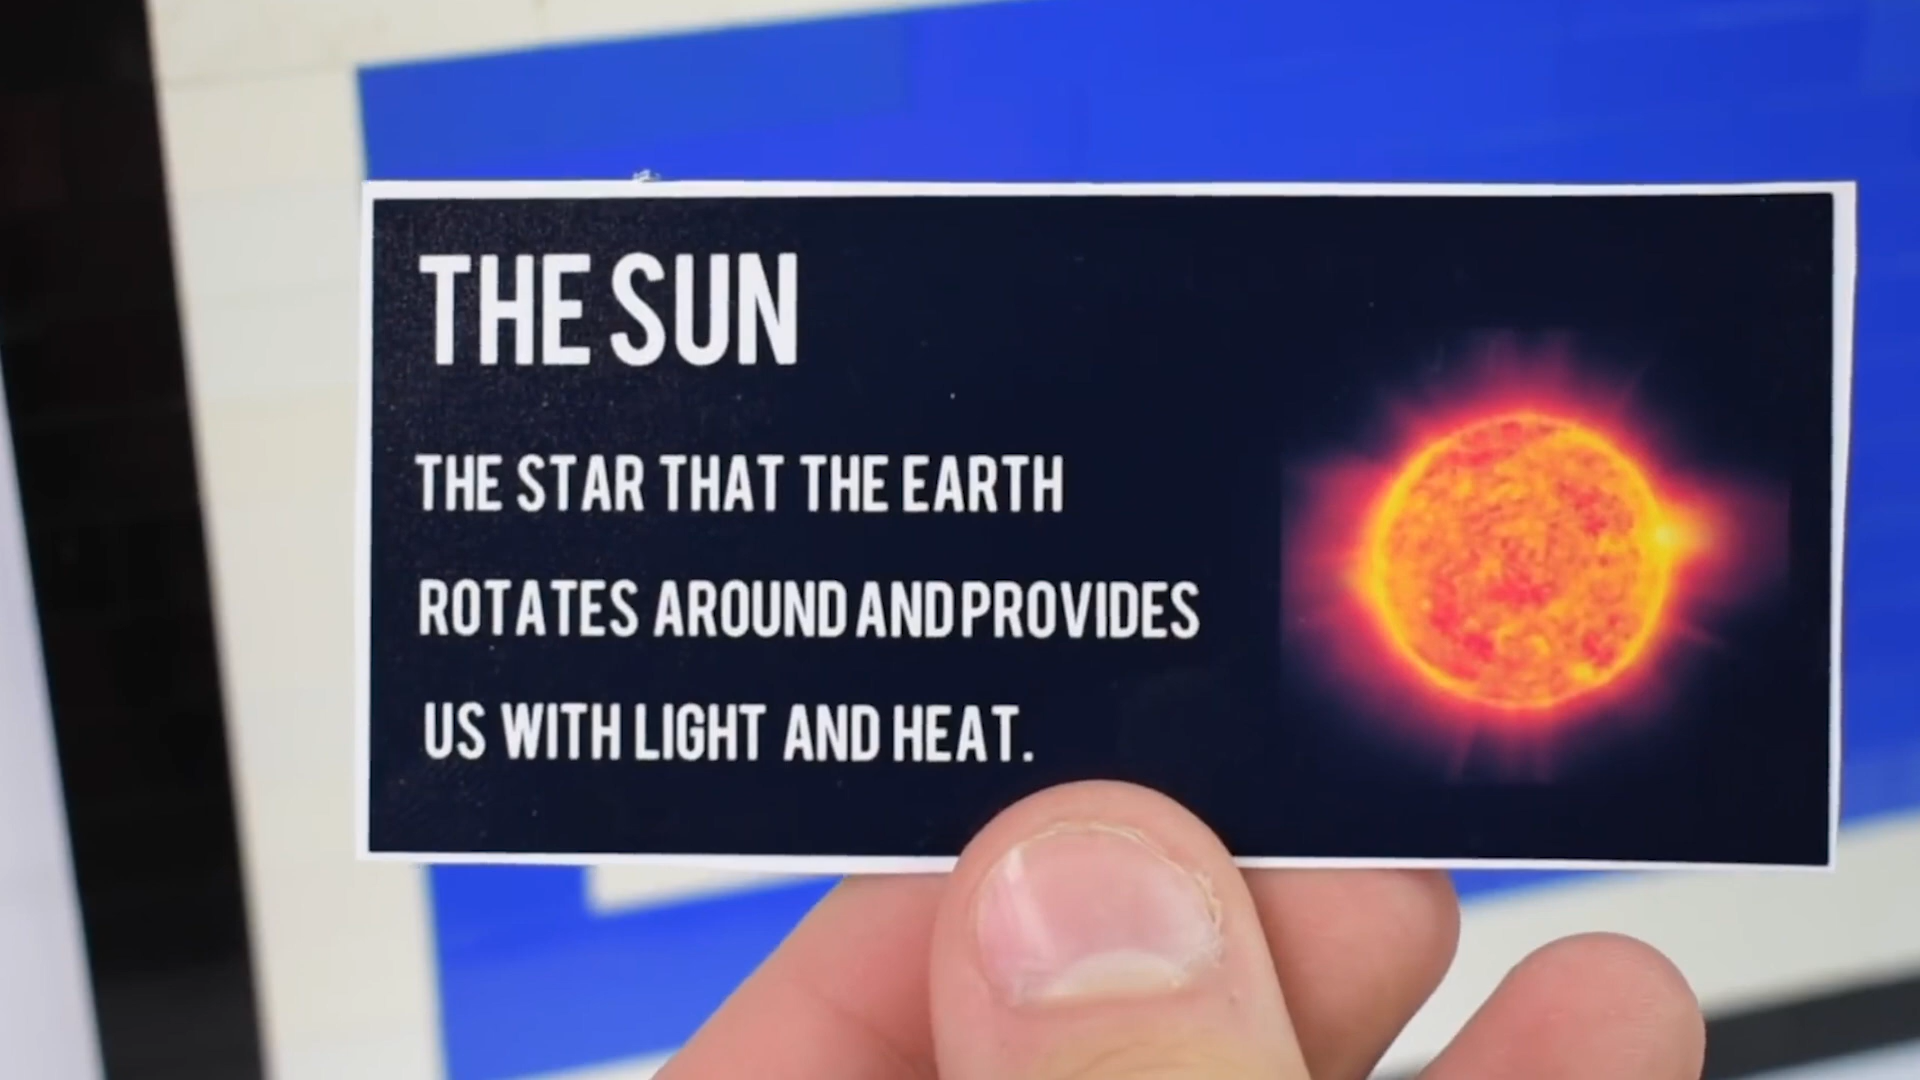 THE SUN
THE STAR THAT THE EARTH
ROTATES AROUND AND PROVIDES
US WITH LIGHT AND HEAT.